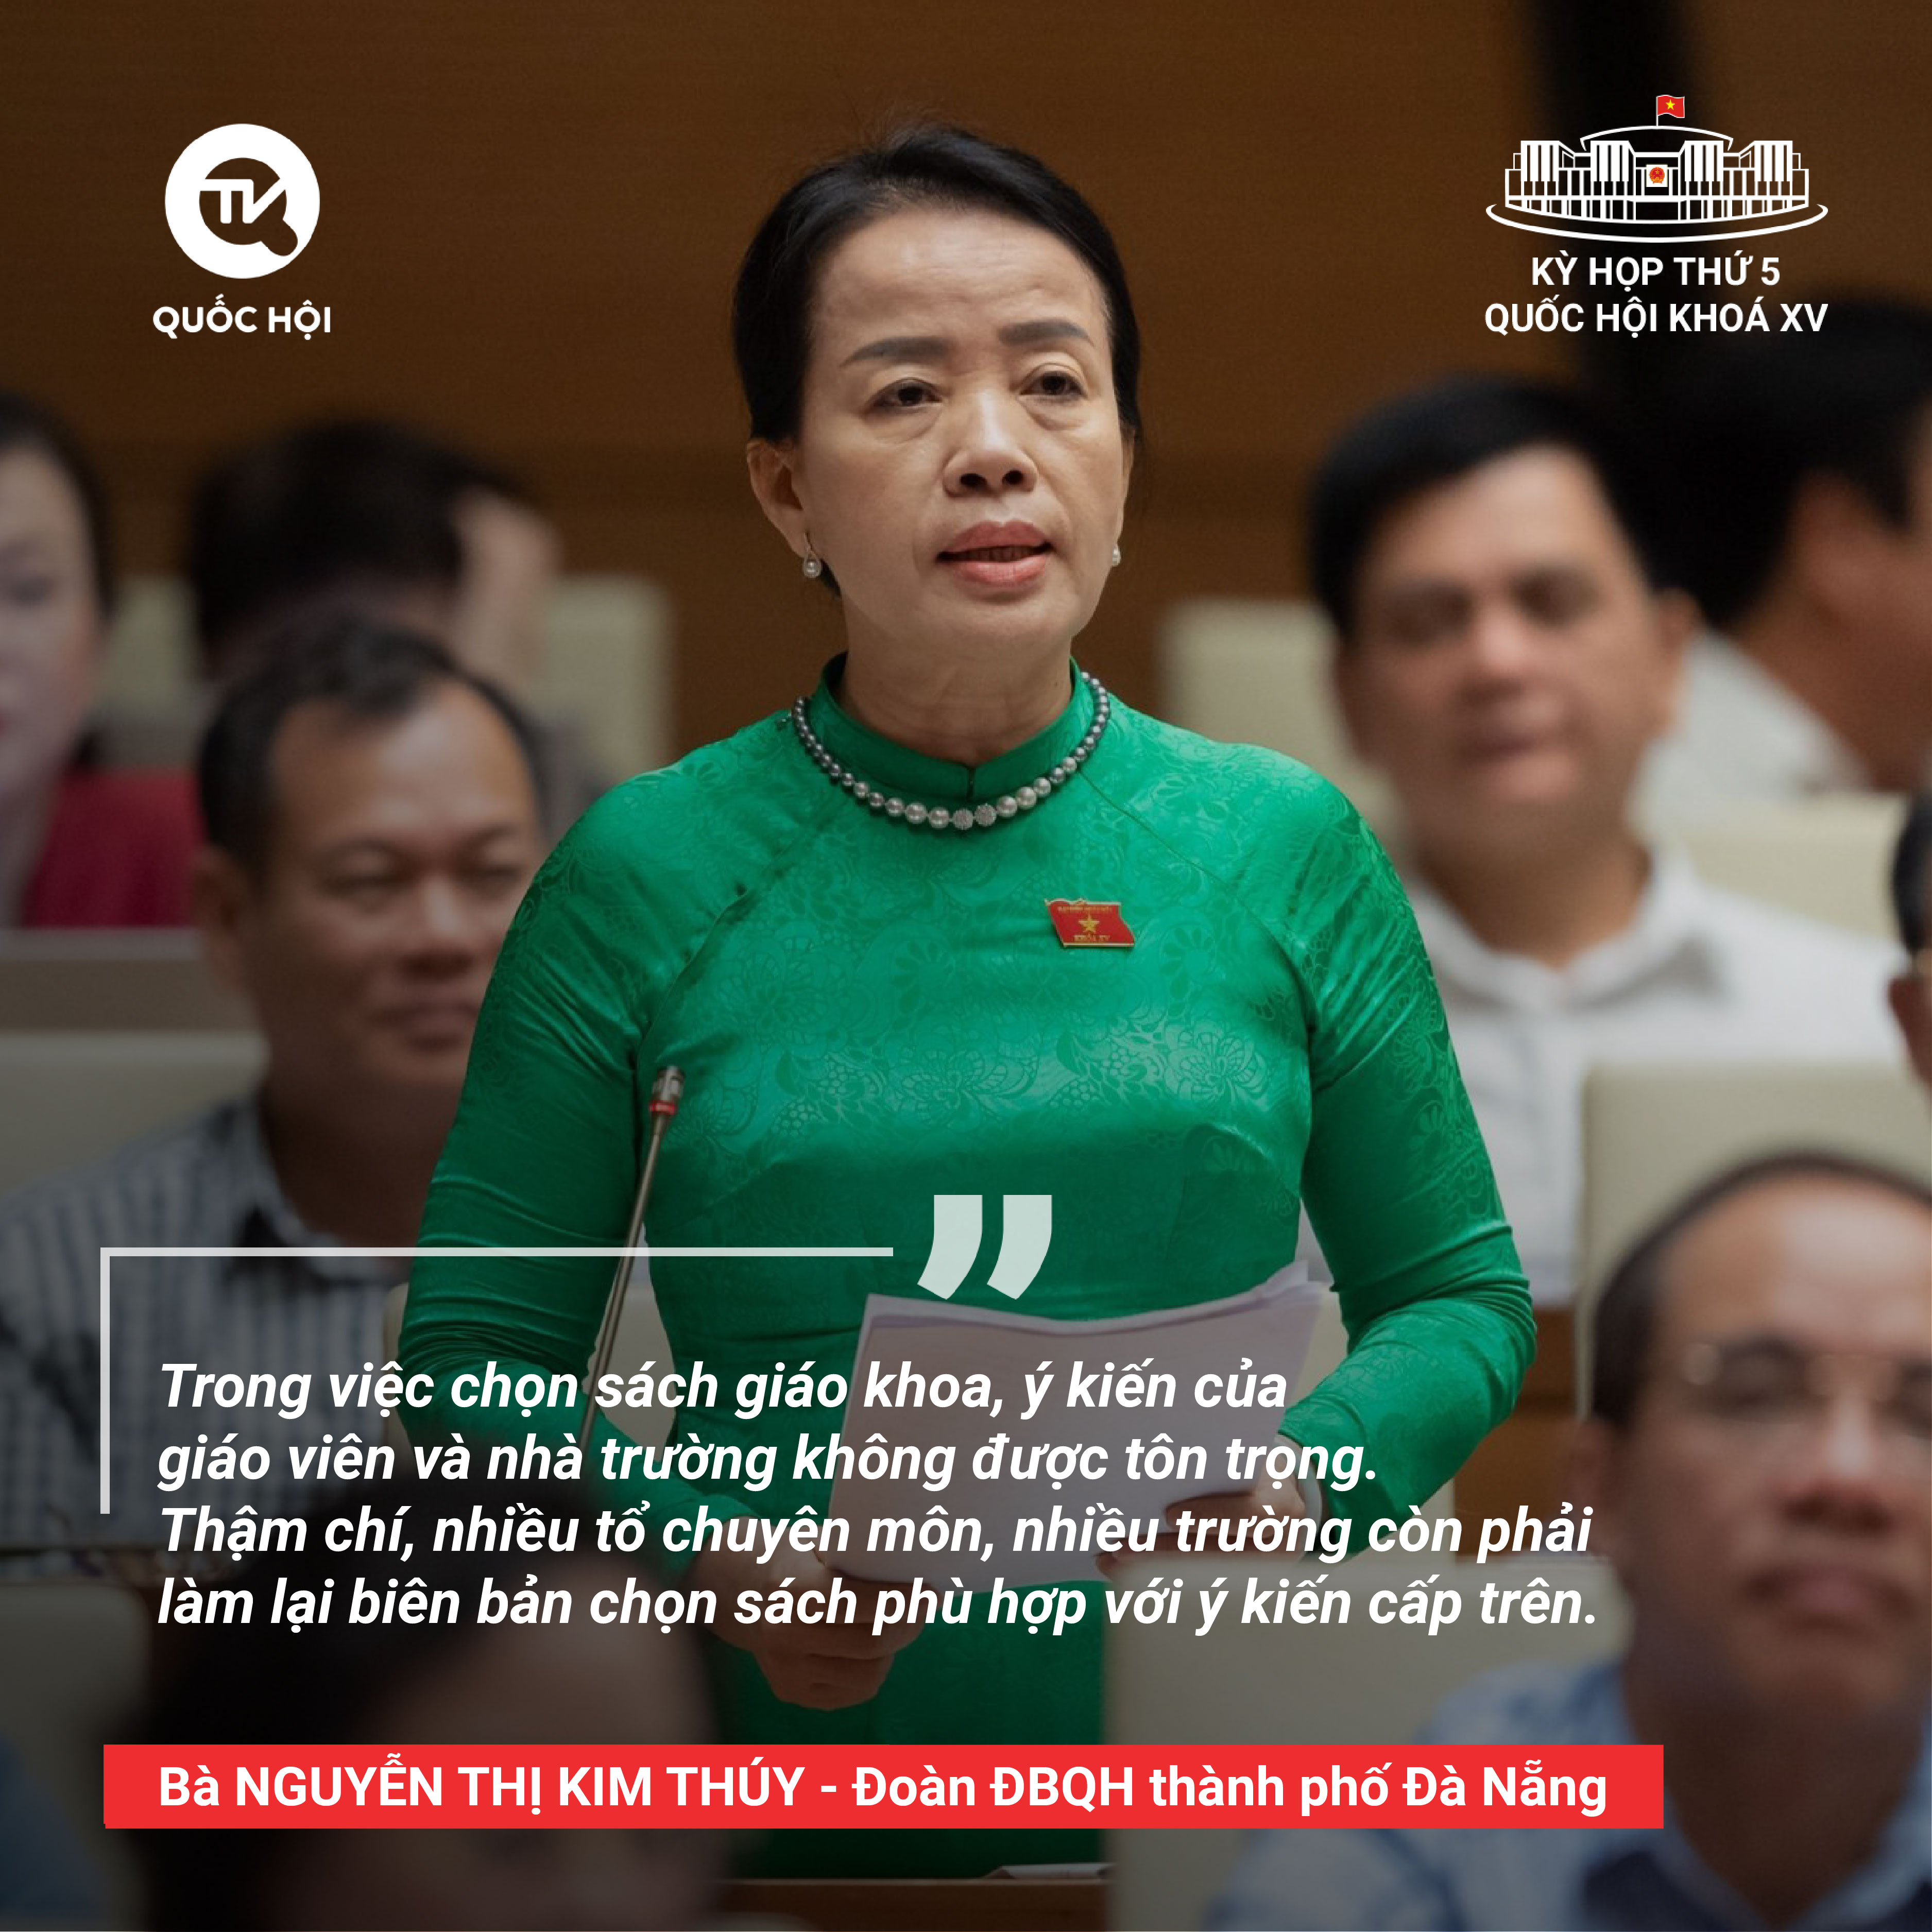 TV
QUỐC HỘI
KỲ HỌP THỨ 5
QUỐC HỘI KHOÁ XV
KHÓA XV
”
Trong việc chọn sách giáo khoa, ý kiến của
giáo viên và nhà trường không được tôn trọng.
Thậm chí, nhiều tổ chuyên môn, nhiều trường còn phải
làm lại biên bản chọn sách phù hợp với ý kiến cấp trên.
Bà NGUYỄN THỊ KIM THÚY - Đoàn ĐBQH thành phố Đà Nẵng